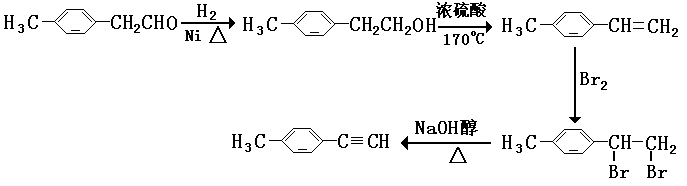 H₃C CH₂CHO H₂ Ni △ H₃C CH₂CH₂OH 浓硫酸 170℃ H₃C CH=CH₂
Br₂
H₃C C≡CH NaOH醇 △ H₃C CH—CH₂
Br Br